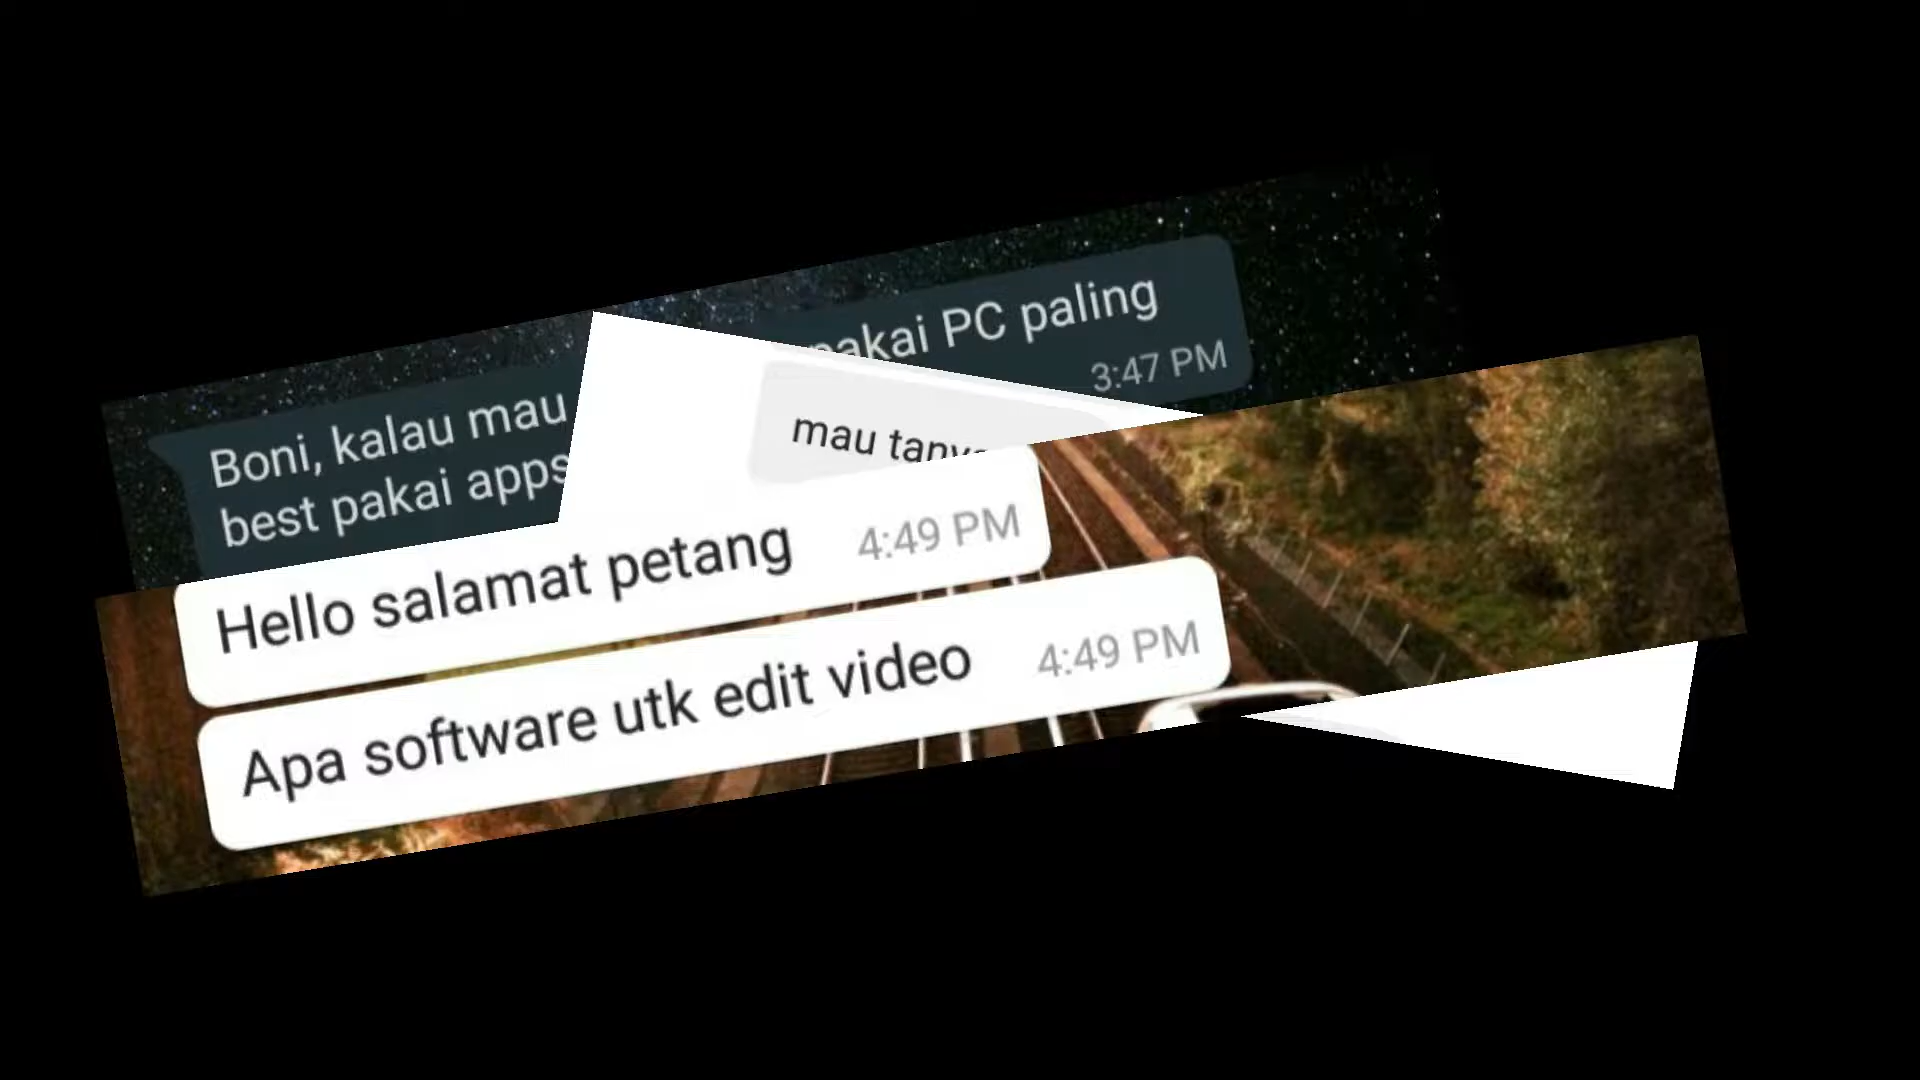 Boni, kalau mau pakai PC paling
best pakai apps
3:47 PM
mau
Hello salamat petang 4:49 PM
Apa software utk edit video 4:49 PM